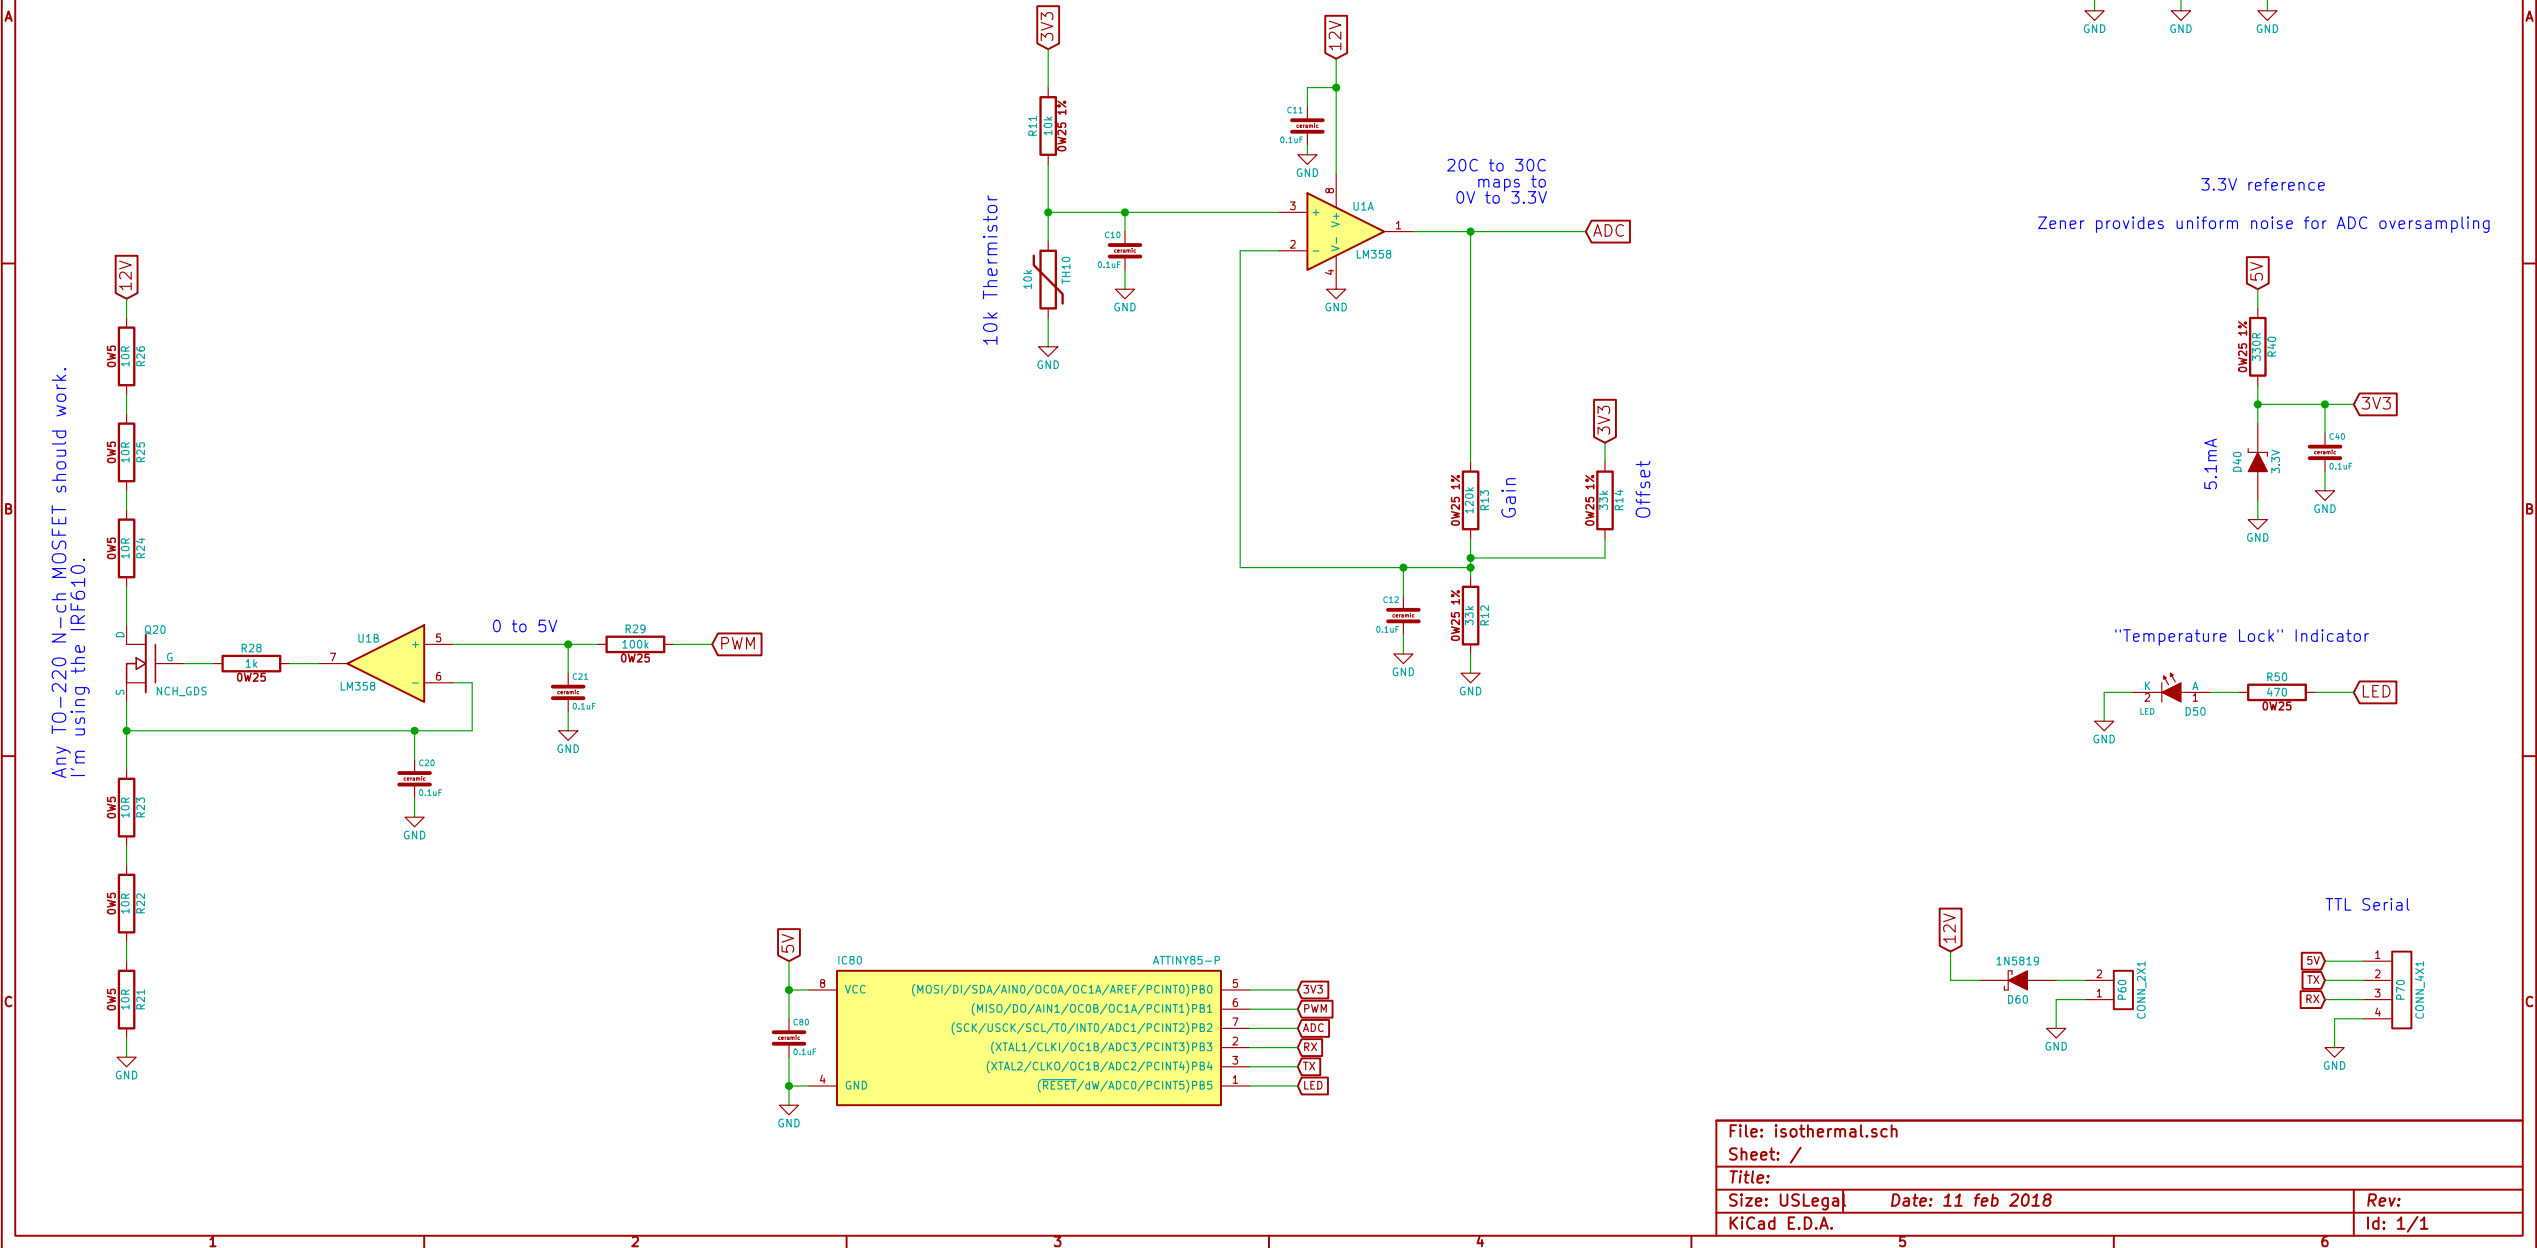 A
A
GND
GND
GND
3V3
12V
R11
10k
0W25 1%
C11
ceramic
0.1uF
GND
20C to 30C
maps to
0V to 3.3V
3.3V reference
Zener provides uniform noise for ADC oversampling
10k Thermistor
3
+
8
V+
U1A
1
ADC
2
−
V−
4
LM358
GND
C10
ceramic
0.1uF
GND
10k
TH10
GND
12V
0W5
10R
R26
0W5
10R
R25
0W5
10R
R24
Any TO-220 N-ch MOSFET should work.
I'm using the IRF610.
5V
0W25 1%
330R
R40
3V3
5.1mA
D40
3.3V
C40
ceramic
0.1uF
GND
GND
3V3
0W25 1%
120k
R13
Gain
0W25 1%
33k
R14
Offset
B
B
C12
ceramic
0.1uF
GND
0W25 1%
33k
R12
GND
D
Q20
G
S
NCH_GDS
R28
1k
0W25
7
U1B
LM358
+
5
−
6
0 to 5V
R29
100k
0W25
PWM
C21
ceramic
0.1uF
GND
C20
ceramic
0.1uF
GND
"Temperature Lock" Indicator
K
2
LED
A
1
D50
R50
470
0W25
LED
GND
0W5
10R
R23
0W5
10R
R22
0W5
10R
R21
GND
5V
IC80
ATTINY85-P
8
VCC
(MOSI/DI/SDA/AIN0/OC0A/OC1A/AREF/PCINT0)PB0
5
3V3
(MISO/DO/AIN1/OC0B/OC1A/PCINT1)PB1
6
PWM
(SCK/USCK/SCL/T0/INT0/ADC1/PCINT2)PB2
7
ADC
(XTAL1/CLKI/OC1B/ADC3/PCINT3)PB3
2
RX
(XTAL2/CLKO/OC1B/ADC2/PCINT4)PB4
3
TX
(RESET/dW/ADC0/PCINT5)PB5
1
LED
4
GND
C80
ceramic
0.1uF
GND
12V
1N5819
D60
2
1
P60
CONN_2X1
GND
TTL Serial
5V
1
TX
2
RX
3
4
P70
CONN_4X1
GND
C
C
File: isothermal.sch
Sheet: /
Title:
Size: USLegal
Date: 11 feb 2018
Rev:
KiCad E.D.A.
Id: 1/1
1
2
3
4
5
6